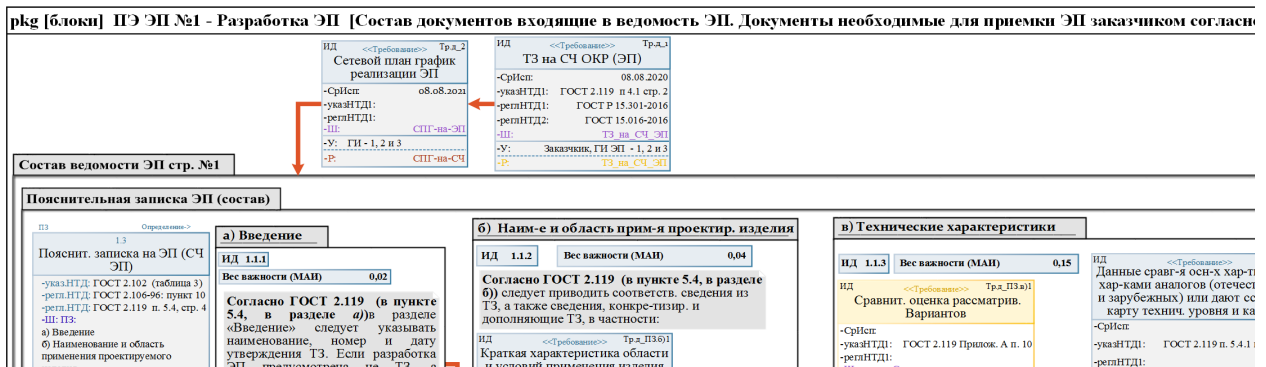 pkg [блоки] ПЭ ЭП №1 - Разработка ЭП [Состав документов входящие в ведомость ЭП. Документы необходимые для приемки ЭП заказчиком согласно
ИД <<Требование>> Тр.д_2
Сетевой план график
реализации ЭП
-СрИсп: 08.08.2021
-указНТД1:
-реглНТД1:
-Ш: СПГ-на-ЭП
-У: ГИ - 1, 2 и 3
-Р: СПГ-на-СЧ
ИД <<Требование>> Тр.д_1
ТЗ на СЧ ОКР (ЭП)
-СрИсп: 08.08.2020
-указНТД1: ГОСТ 2.119 п 4.1 стр. 2
-реглНТД1: ГОСТ Р 15.301-2016
-реглНТД2: ГОСТ 15.016-2016
-Ш: ТЗ_на_СЧ_ЭП
-У: Заказчкик, ГИ ЭП - 1, 2 и 3
-Р: ТЗ_на_СЧ_ЭП
Состав ведомости ЭП стр. №1
Пояснительная записка ЭП (состав)
ПЗ Определение->
1.3
Пояснит. записка на ЭП (СЧ
ЭП)
-указ.НТД: ГОСТ 2.102 (таблица 3)
-регл.НТД: ГОСТ 2.106-96: пункт 10
-регл.НТД: ГОСТ 2.119 п. 5.4, стр. 4
-Ш: ПЗ:
а) Введение
б) Наименование и область
применения проектируемого
а) Введение
ИД 1.1.1
Вес важности (МАИ) 0,02
Согласно ГОСТ 2.119 (в пункте
5.4, в разделе а))в разделе
«Введение» следует указывать
наименование, номер и дату
утверждения ТЗ. Если разработка
ЭП предусмотрена не ТЗ, а
б) Наим-е и область прим-я проектир. изделия
ИД 1.1.2 Вес важности (МАИ) 0,04
Согласно ГОСТ 2.119 (в пункте 5.4, в разделе
б)) следует приводить соответств. сведения из
ТЗ, а также сведения, конкре-тизир. и
дополняющие ТЗ, в частности:
ИД <<Требование>> Тр.д_ПЗ.б)1
Краткая характеристика области
и условий применения изделия
в) Технические характеристики
ИД 1.1.3 Вес важности (МАИ) 0,15
ИД <<Требование>> Тр.д_ПЗ.в)1
Сравнит. оценка рассматрив.
Вариантов
-СрИсп:
-указНТД1: ГОСТ 2.119 Прилож. А п. 10
-реглНТД1:
ИД <<Требование>>
Данные сравг-я осн-х хар-т
хар-ками аналогов (отечес
и зарубежных) или дают сс
карту технич. уровня и ка
-СрИсп:
-указНТД1: ГОСТ 2.119 п. 5.4.1
-реглНТД1: